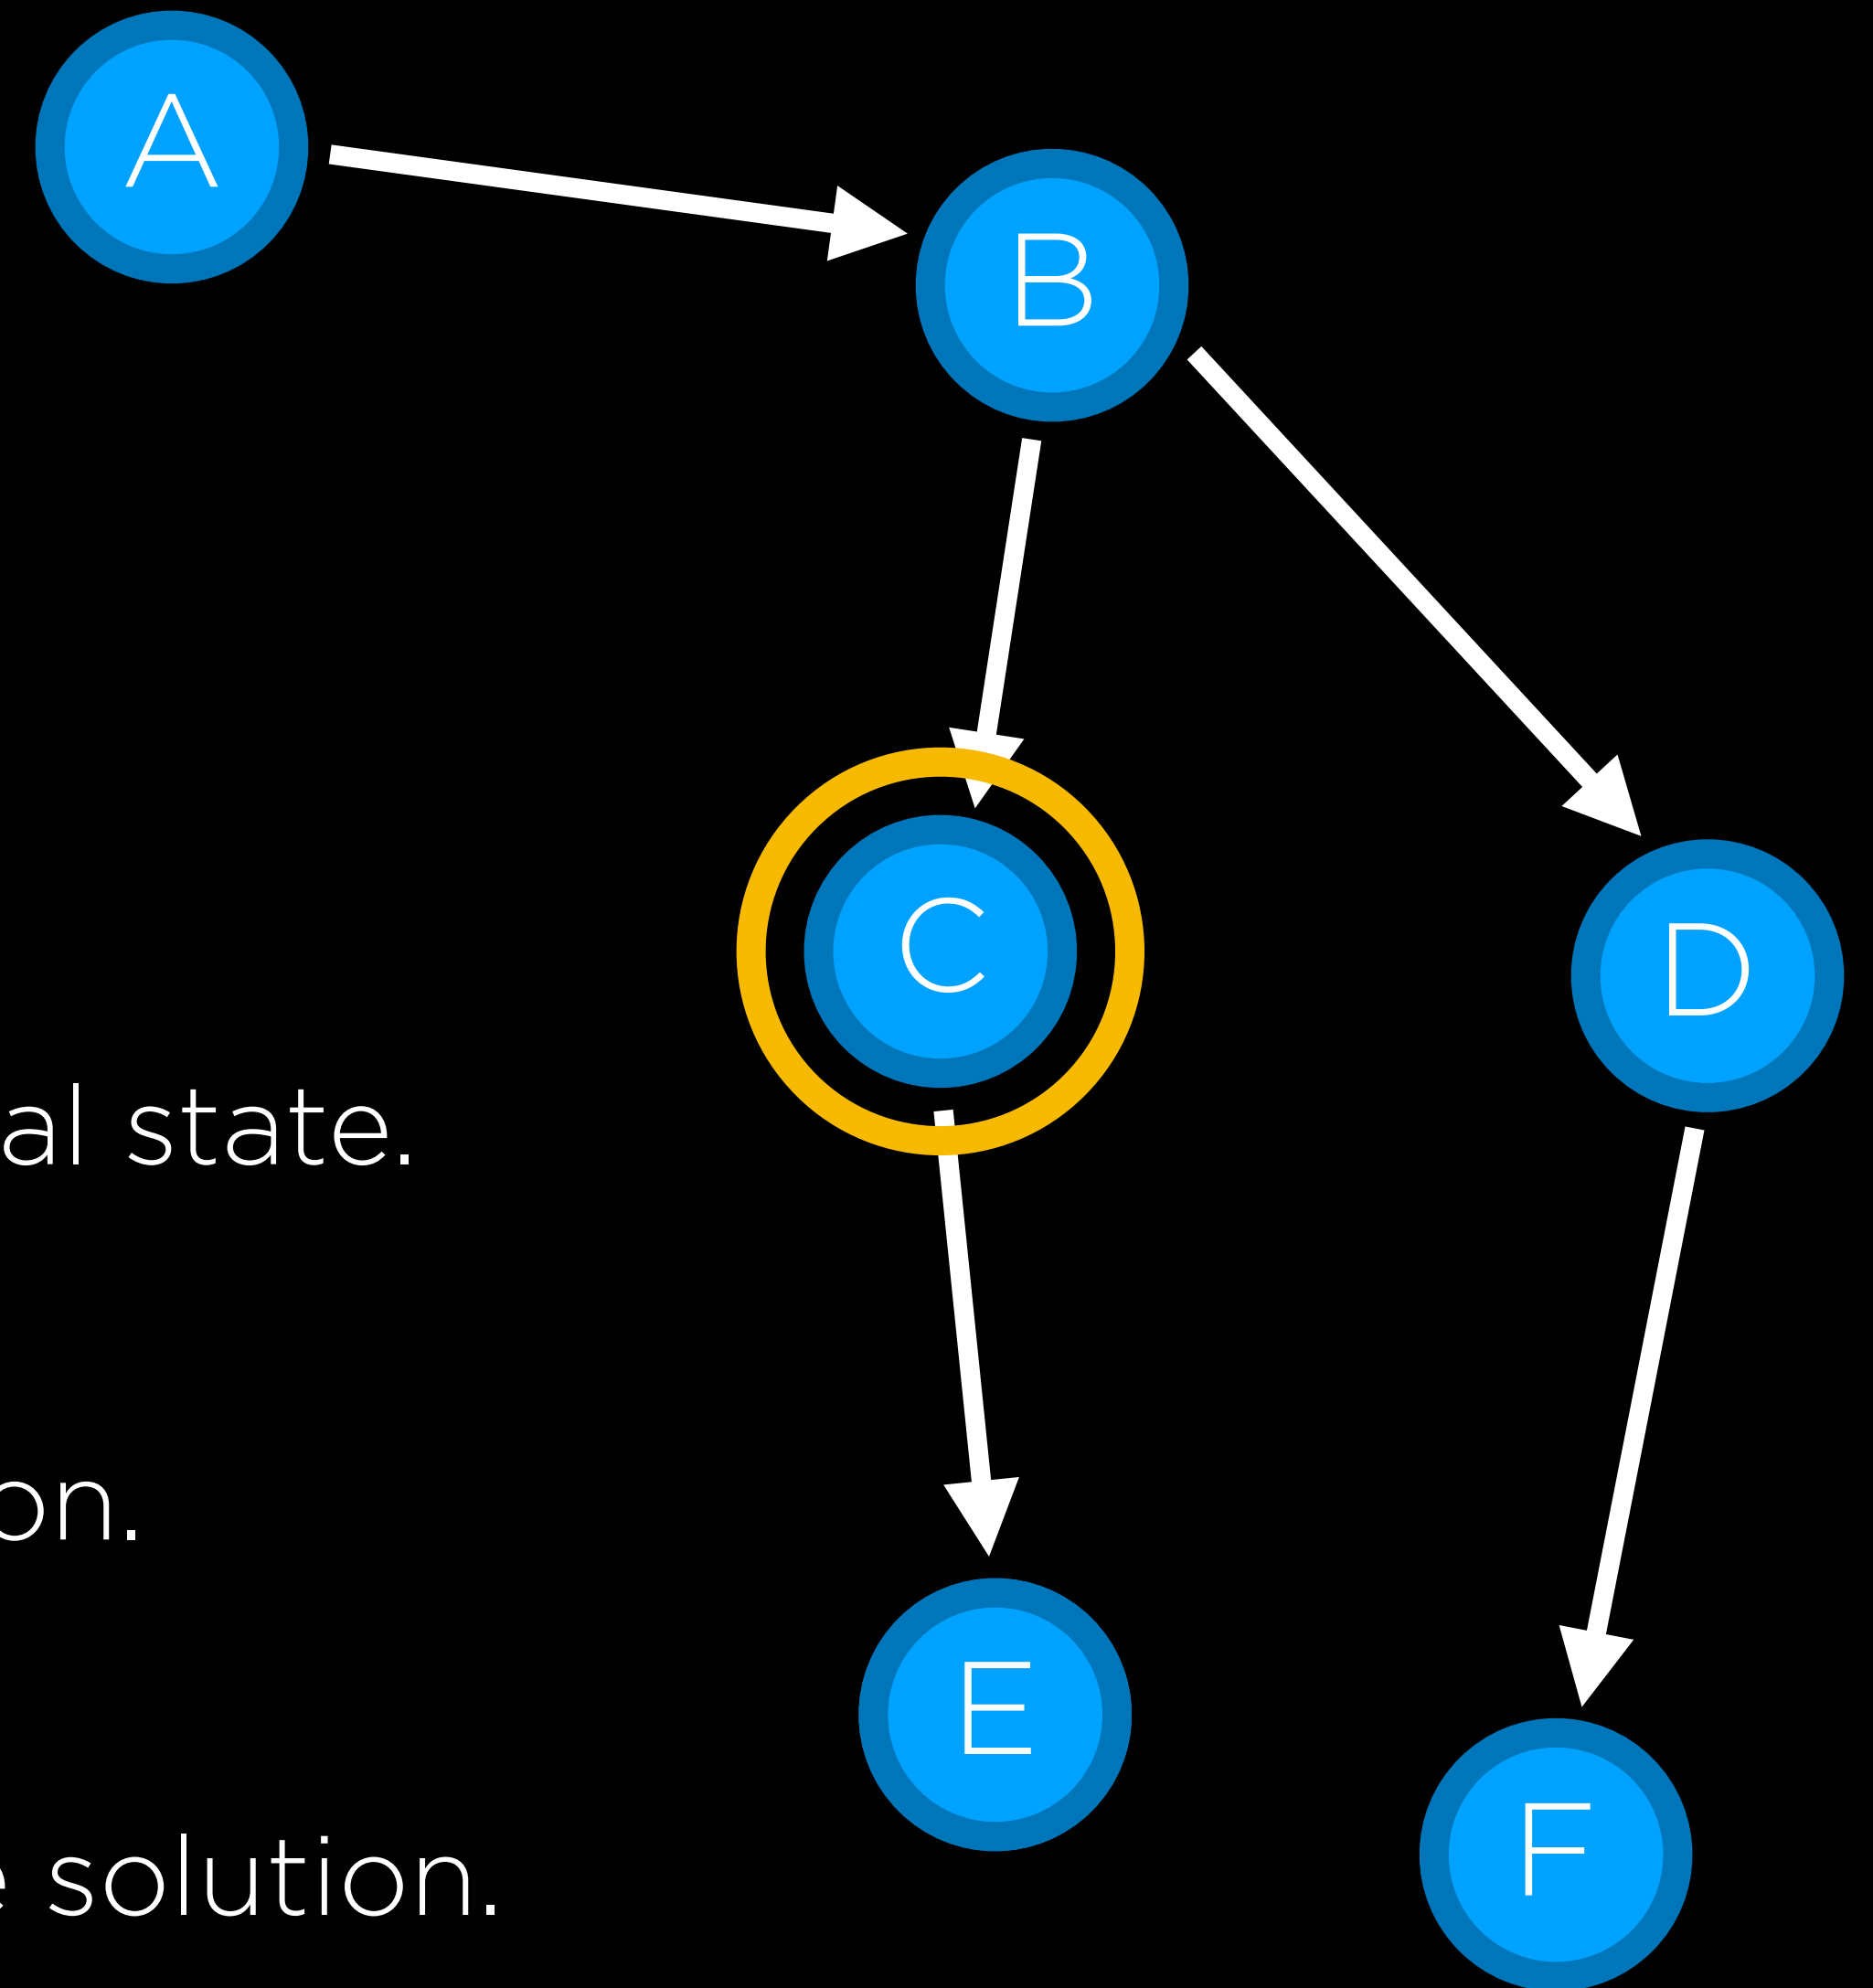 A
B
C
D
al state.
on.
E
F
e solution.